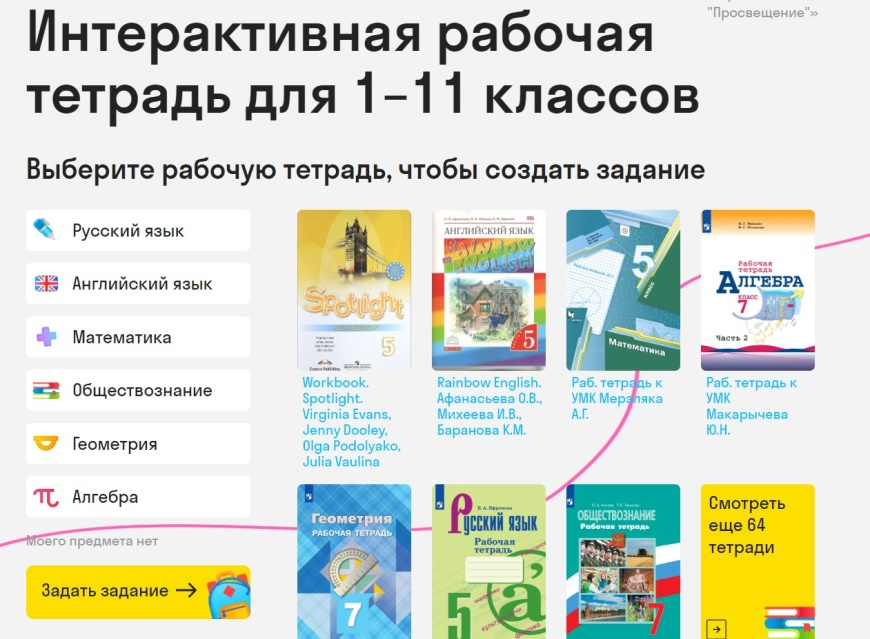 "Просвещение"»
Интерактивная рабочая
тетрадь для 1–11 классов
Выберите рабочую тетрадь, чтобы создать задание
Русский язык
Английский язык
Математика
Обществознание
Геометрия
Алгебра
Моего предмета нет
Задать задание →
Spotlight
5
Workbook.
Spotlight.
Virginia Evans,
Jenny Dooley,
Olga Podolyako,
Julia Vaulina
АНГЛИЙСКИЙ ЯЗЫК
RAINBOW
ENGLISH
5
Rainbow English.
Афанасьева О.В.,
Михеева И.В.,
Баранова К.М.
5
класс
Математика
Раб. тетрадь к
УМК Мерзляка
А.Г.
Рабочая
тетрадь
АЛГЕБРА
КЛАСС
7
Часть 2
Раб. тетрадь к
УМК
Макарычева
Ю.Н.
Геометрия
РАБОЧАЯ ТЕТРАДЬ
7
Русский язык
Рабочая
тетрадь
5
а́
ОБЩЕСТВОЗНАНИЕ
Рабочая тетрадь
7
Смотреть
еще 64
тетради